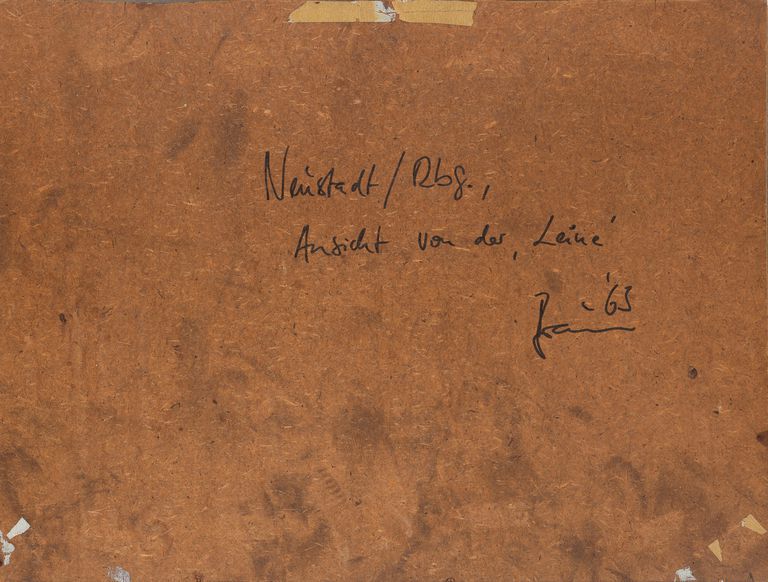 Neustadt/Rbg.,
Ansicht von der ‚Leine‘
'63